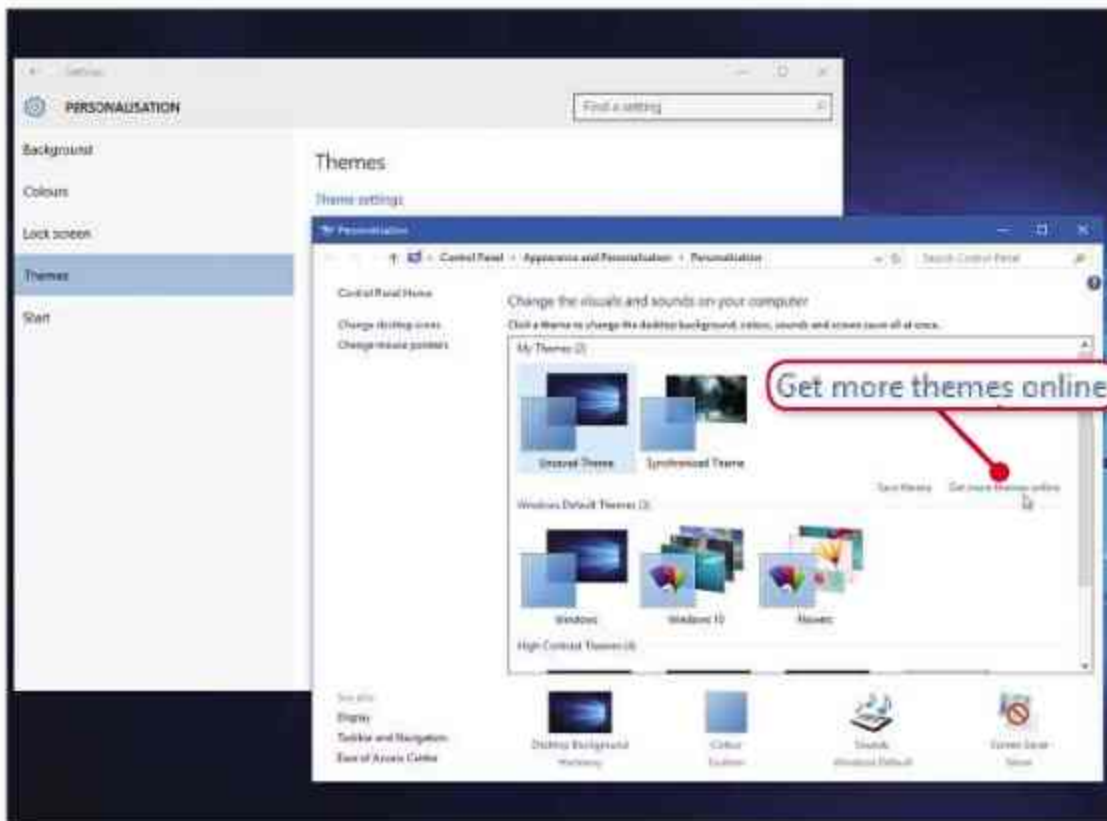 Settings
PERSONALISATION
Find a setting
Background
Colours
Lock screen
Themes
Start
Themes
Theme settings
Personalisation
Control Panel › Appearance and Personalisation › Personalisation
Search Control Panel
Control Panel Home
Change desktop icons
Change mouse pointers
Change the visuals and sounds on your computer
Click a theme to change the desktop background, colour, sounds and screen saver all at once.
My Themes (2)
Get more themes online
Unsaved Theme
Synchronised Theme
Save theme
Get more themes online
Windows Default Themes (3)
Windows
Windows 10
Flowers
High Contrast Themes (4)
See also
Display
Taskbar and Navigation
Ease of Access Centre
Desktop Background
Harmony
Colour
Custom
Sounds
Windows Default
Screen Saver
None